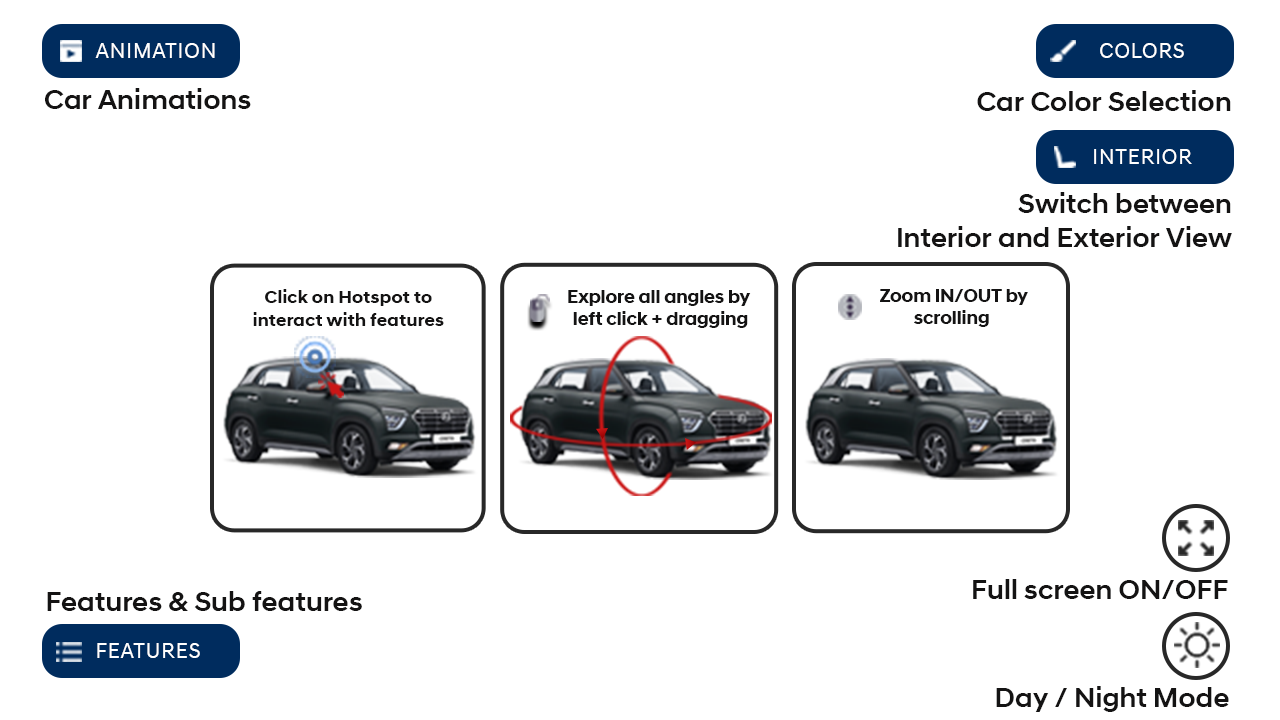 ANIMATION
Car Animations
COLORS
Car Color Selection
INTERIOR
Switch between
Interior and Exterior View
Click on Hotspot to
interact with features
Explore all angles by
left click + dragging
Zoom IN/OUT by
scrolling
Full screen ON/OFF
Features & Sub features
FEATURES
Day / Night Mode